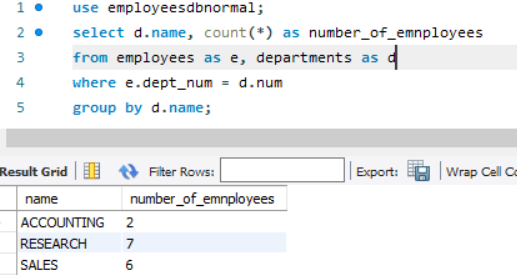 1 use employeesdbnormal;
2 select d.name, count(*) as number_of_emnployees
3 from employees as e, departments as d
4 where e.dept_num = d.num
5 group by d.name;
Result Grid Filter Rows: Export: Wrap Cell Co
name number_of_emnployees
ACCOUNTING 2
RESEARCH 7
SALES 6